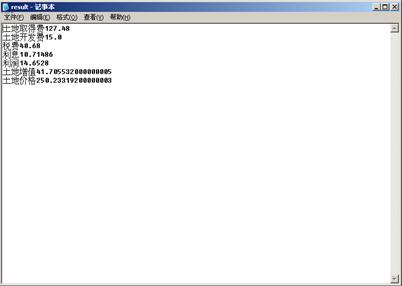 result - 记事本
文件(F) 编辑(E) 格式(O) 查看(V) 帮助(H)
土地取得费127.48
土地开发费15.0
税费40.68
利息10.71486
利润14.6528
土地增值41.705532000000005
土地价格250.23319200000003